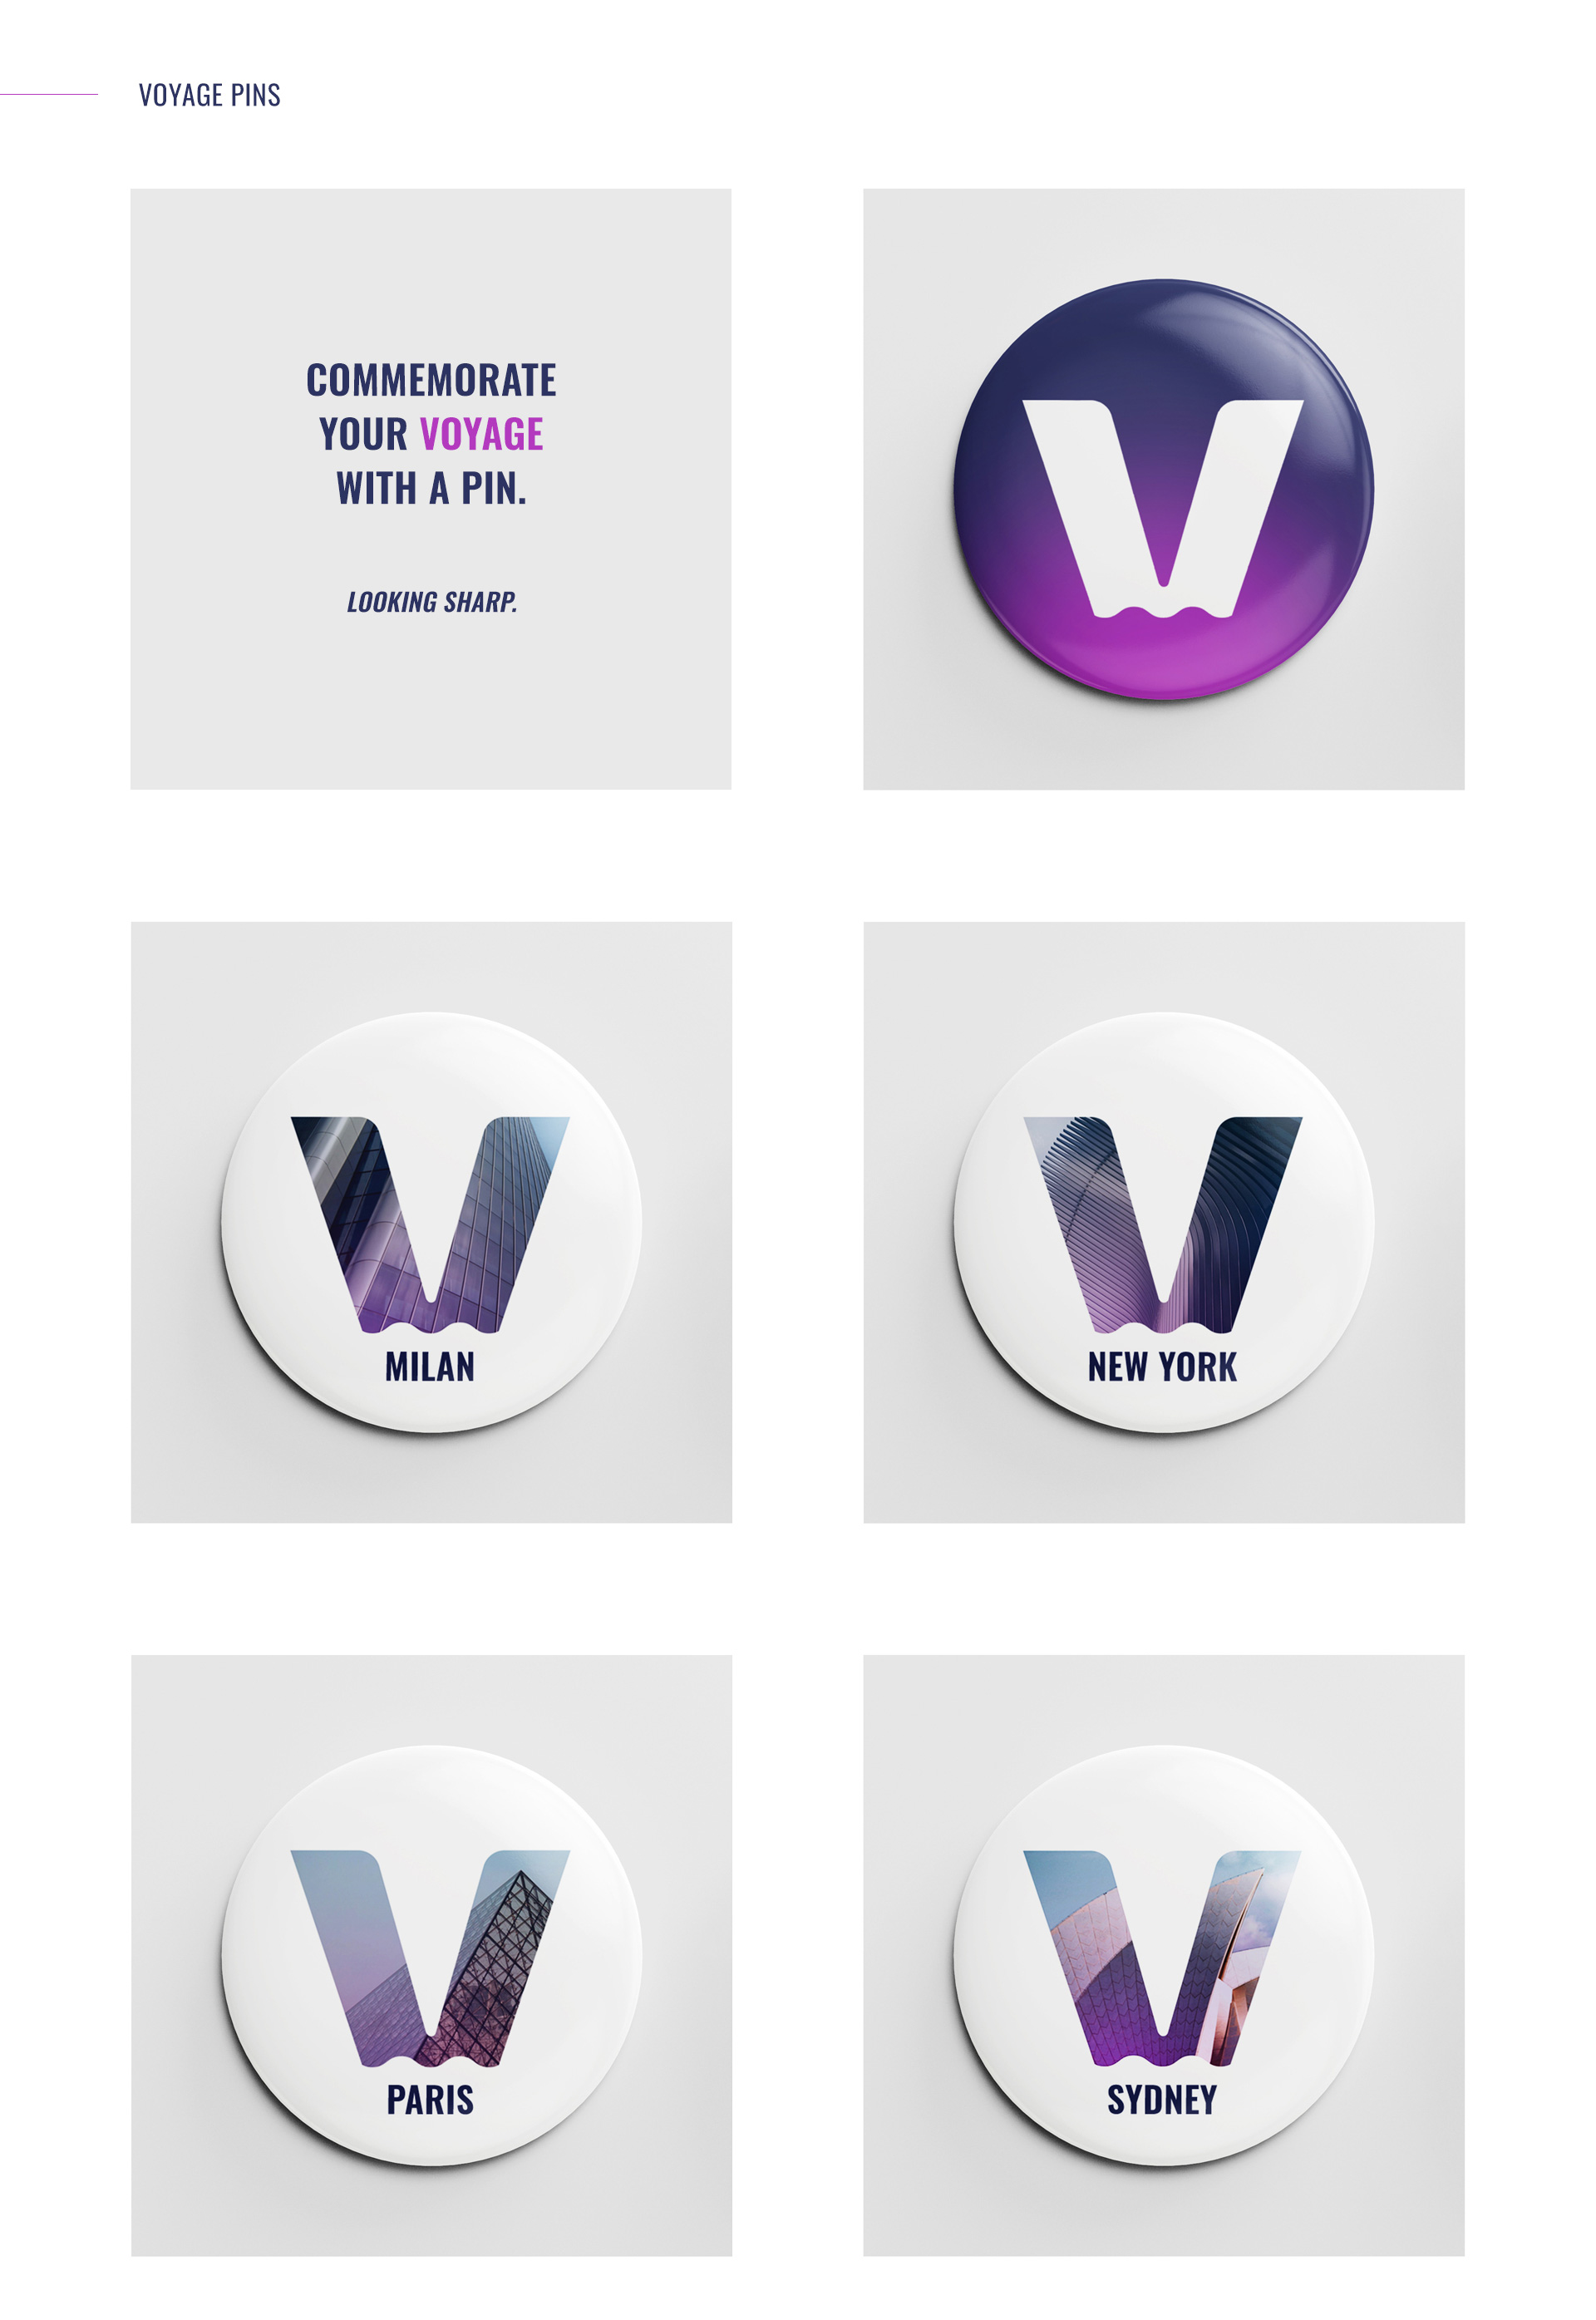 VOYAGE PINS
COMMEMORATE
YOUR VOYAGE
WITH A PIN.
LOOKING SHARP.
V
V
MILAN
V
NEW YORK
V
PARIS
V
SYDNEY